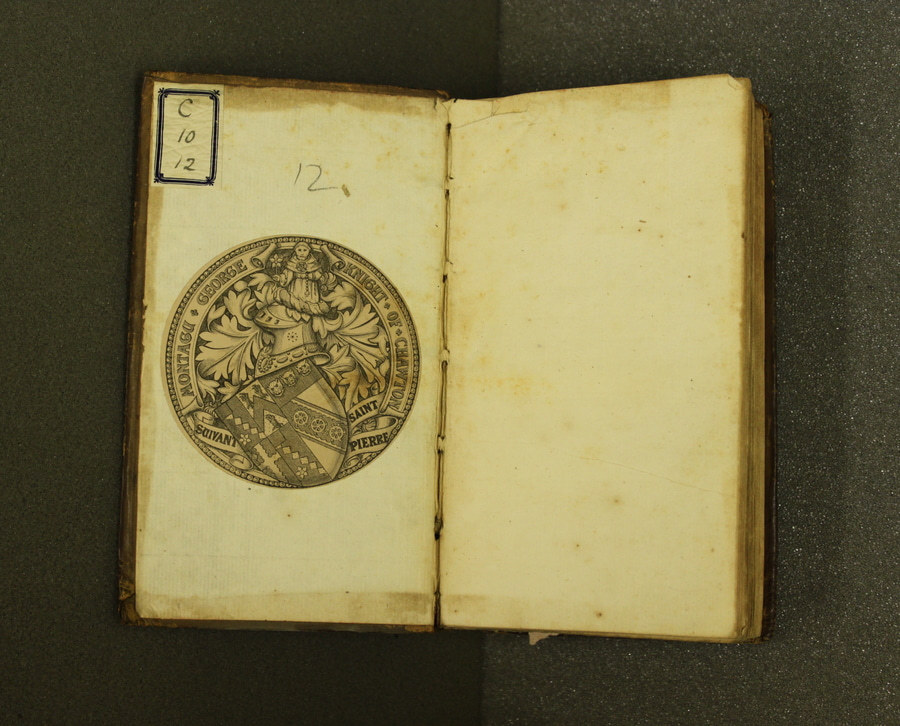 C
10
12
12
MONTAGU GEORGE KNIGHT OF CHAWTON
SUIVANT SAINT PIERRE